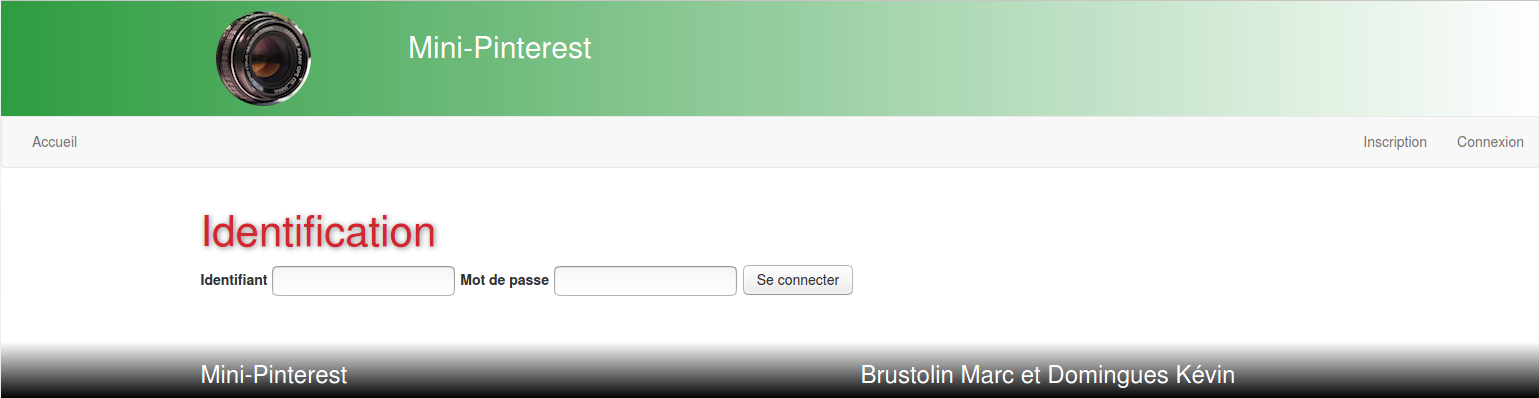 Mini-Pinterest
Accueil Inscription Connexion
Identification
Identifiant Mot de passe Se connecter
Mini-Pinterest Brustolin Marc et Domingues Kévin